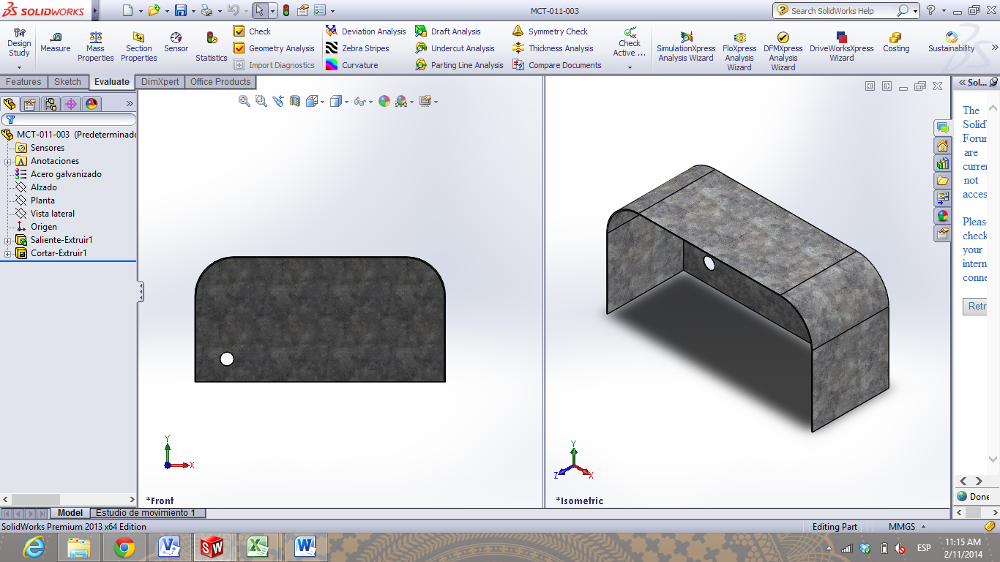 SOLIDWORKS
MCT-011-003
Search SolidWorks Help
Design Study
Measure
Mass Properties
Section Properties
Sensor
Statistics
Check
Geometry Analysis
Import Diagnostics
Deviation Analysis
Zebra Stripes
Curvature
Draft Analysis
Undercut Analysis
Parting Line Analysis
Symmetry Check
Thickness Analysis
Compare Documents
Check Active ...
SimulationXpress Analysis Wizard
FloXpress Analysis Wizard
DFMXpress Analysis Wizard
DriveWorksXpress Wizard
Costing
Sustainability
Features
Sketch
Evaluate
DimXpert
Office Products
MCT-011-003 (Predeterminado
Sensores
Anotaciones
Acero galvanizado
Alzado
Planta
Vista lateral
Origen
Saliente-Extruir1
Cortar-Extruir1
Y
X
*Front
Y
Z
X
*Isometric
Sol...
The
Solid
Forur
are
currer
not
acces
Pleas
check
your
intern
conne
Retr
Done
Model
Estudio de movimiento 1
SolidWorks Premium 2013 x64 Edition
Editing Part
MMGS
ESP
11:15 AM
2/11/2014